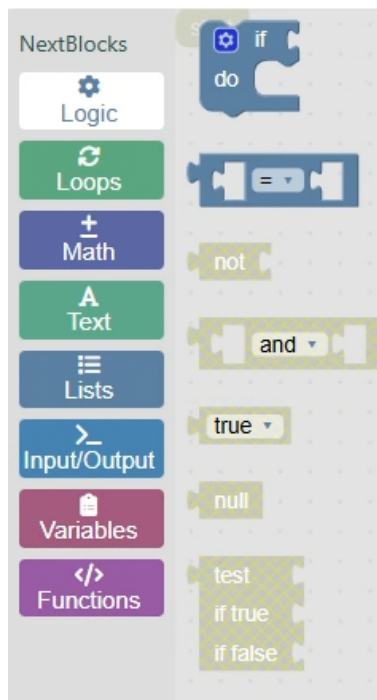 NextBlocks
Logic
Loops
Math
Text
Lists
Input/Output
Variables
Functions
if
do
=
not
and
true
null
test
if true
if false